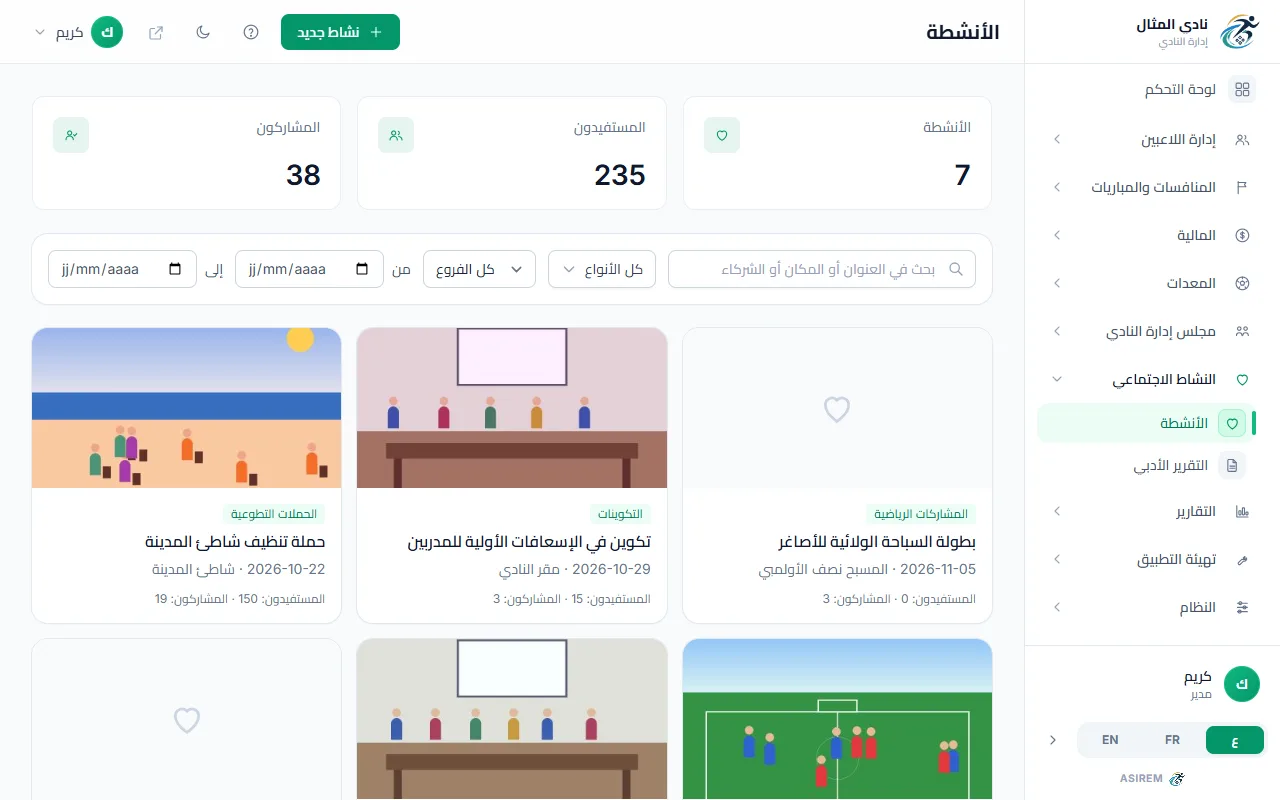 نادي المثال
إدارة النادي
لوحة التحكم
إدارة اللاعبين
المنافسات والمباريات
المالية
المعدات
مجلس إدارة النادي
النشاط الاجتماعي
الأنشطة
التقرير الأدبي
التقارير
تهيئة التطبيق
النظام
ك
كريم
مدير
ع
FR
EN
ASIREM
الأنشطة
نشاط جديد
ك
كريم
الأنشطة
7
المستفيدون
235
المشاركون
38
بحث في العنوان أو المكان أو الشركاء
كل الأنواع
كل الفروع
من
jj/mm/aaaa
إلى
jj/mm/aaaa
المشاركات الرياضية
بطولة السباحة الولائية للأصاغر
2026-11-05 · المسبح نصف الأولمبي
المستفيدون: 0 · المشاركون: 3
التكوينات
تكوين في الإسعافات الأولية للمدربين
2026-10-29 · مقر النادي
المستفيدون: 15 · المشاركون: 3
الحملات التطوعية
حملة تنظيف شاطئ المدينة
2026-10-22 · شاطئ المدينة
المستفيدون: 150 · المشاركون: 19